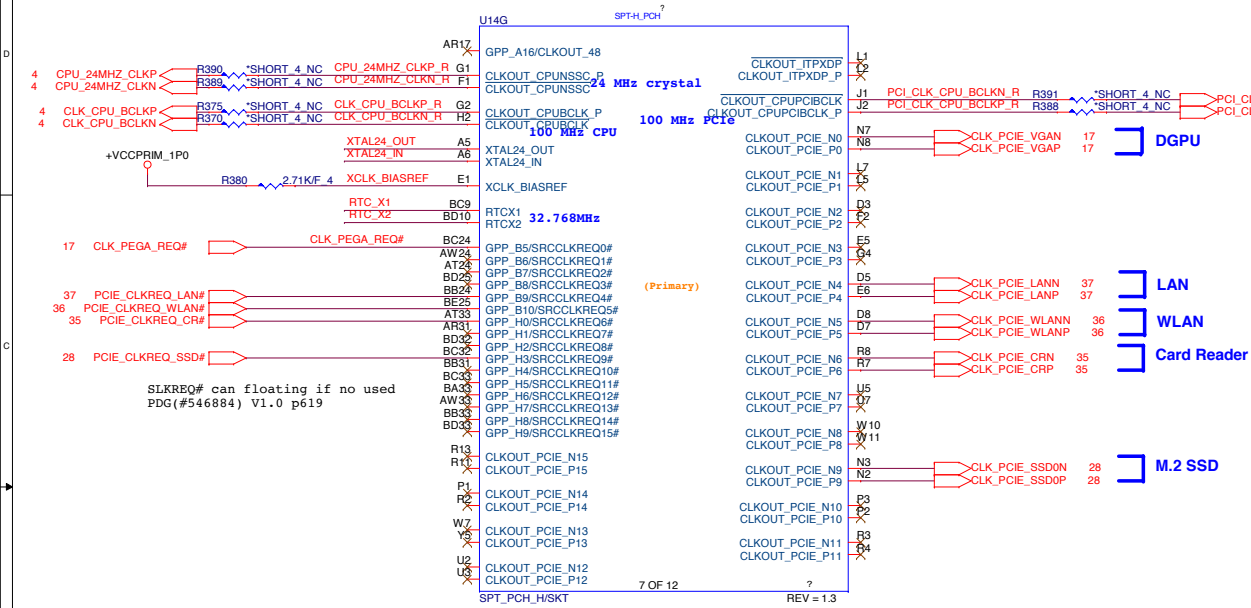 ?
U14G
SPT-H_PCH
D
AR17
GPP_A16/CLKOUT_48
CLKOUT_ITPXDP
L1
CLKOUT_ITPXDP_P
L2
4 CPU_24MHZ_CLKP R390 *SHORT_4_NC CPU_24MHZ_CLKP_R G1 CLKOUT_CPUNSSC_P
4 CPU_24MHZ_CLKN R389 *SHORT_4_NC CPU_24MHZ_CLKN_R F1 CLKOUT_CPUNSSC
24 MHz crystal
CLKOUT_CPUPCIBCLK J1 PCI_CLK_CPU_BCLKN_R R391 *SHORT_4_NC PCI_CL
CLKOUT_CPUPCIBCLK_P J2 PCI_CLK_CPU_BCLKP_R R388 *SHORT_4_NC PCI_CL
4 CLK_CPU_BCLKP R375 *SHORT_4_NC CLK_CPU_BCLKP_R G2 CLKOUT_CPUBCLK_P
4 CLK_CPU_BCLKN R370 *SHORT_4_NC CLK_CPU_BCLKN_R H2 CLKOUT_CPUBCLK
100 MHz CPU
100 MHz PCIe
XTAL24_OUT A5 XTAL24_OUT
XTAL24_IN A6 XTAL24_IN
CLKOUT_PCIE_N0 N7 CLK_PCIE_VGAN 17
CLKOUT_PCIE_P0 N8 CLK_PCIE_VGAP 17
DGPU
+VCCPRIM_1P0
R380 2.71K/F_4 XCLK_BIASREF E1 XCLK_BIASREF
CLKOUT_PCIE_N1 L7
CLKOUT_PCIE_P1 L5
RTC_X1 BC9 RTCX1
RTC_X2 BD10 RTCX2
32.768MHz
CLKOUT_PCIE_N2 D3
CLKOUT_PCIE_P2 F2
17 CLK_PEGA_REQ# CLK_PEGA_REQ# BC24 GPP_B5/SRCCLKREQ0#
CLKOUT_PCIE_N3 E5
CLKOUT_PCIE_P3 G4
AW24 GPP_B6/SRCCLKREQ1#
AT24 GPP_B7/SRCCLKREQ2#
BD25 GPP_B8/SRCCLKREQ3#
(Primary)
37 PCIE_CLKREQ_LAN# BB24 GPP_B9/SRCCLKREQ4#
36 PCIE_CLKREQ_WLAN# BE25 GPP_B10/SRCCLKREQ5#
35 PCIE_CLKREQ_CR# AT33 GPP_H0/SRCCLKREQ6#
CLKOUT_PCIE_N4 D5 CLK_PCIE_LANN 37
CLKOUT_PCIE_P4 E6 CLK_PCIE_LANP 37
LAN
AR31 GPP_H1/SRCCLKREQ7#
BD32 GPP_H2/SRCCLKREQ8#
CLKOUT_PCIE_N5 D8 CLK_PCIE_WLANN 36
CLKOUT_PCIE_P5 D7 CLK_PCIE_WLANP 36
WLAN
C
28 PCIE_CLKREQ_SSD# BC32 GPP_H3/SRCCLKREQ9#
BB31 GPP_H4/SRCCLKREQ10#
CLKOUT_PCIE_N6 R8 CLK_PCIE_CRN 35
CLKOUT_PCIE_P6 R7 CLK_PCIE_CRP 35
Card Reader
BC33 GPP_H5/SRCCLKREQ11#
BA33 GPP_H6/SRCCLKREQ12#
AW33 GPP_H7/SRCCLKREQ13#
BB33 GPP_H8/SRCCLKREQ14#
BD33 GPP_H9/SRCCLKREQ15#
SLKREQ# can floating if no used
PDG(#546884) V1.0 p619
CLKOUT_PCIE_N7 U5
CLKOUT_PCIE_P7 U7
CLKOUT_PCIE_N8 W10
CLKOUT_PCIE_P8 W11
R13 CLKOUT_PCIE_N15
R11 CLKOUT_PCIE_P15
CLKOUT_PCIE_N9 N3 CLK_PCIE_SSD0N 28
CLKOUT_PCIE_P9 N2 CLK_PCIE_SSD0P 28
M.2 SSD
P1 CLKOUT_PCIE_N14
R2 CLKOUT_PCIE_P14
CLKOUT_PCIE_N10 P3
CLKOUT_PCIE_P10 P2
W7 CLKOUT_PCIE_N13
Y5 CLKOUT_PCIE_P13
CLKOUT_PCIE_N11 R3
CLKOUT_PCIE_P11 R4
U2 CLKOUT_PCIE_N12
U3 CLKOUT_PCIE_P12
7 OF 12
?
SPT_PCH_H/SKT
REV = 1.3